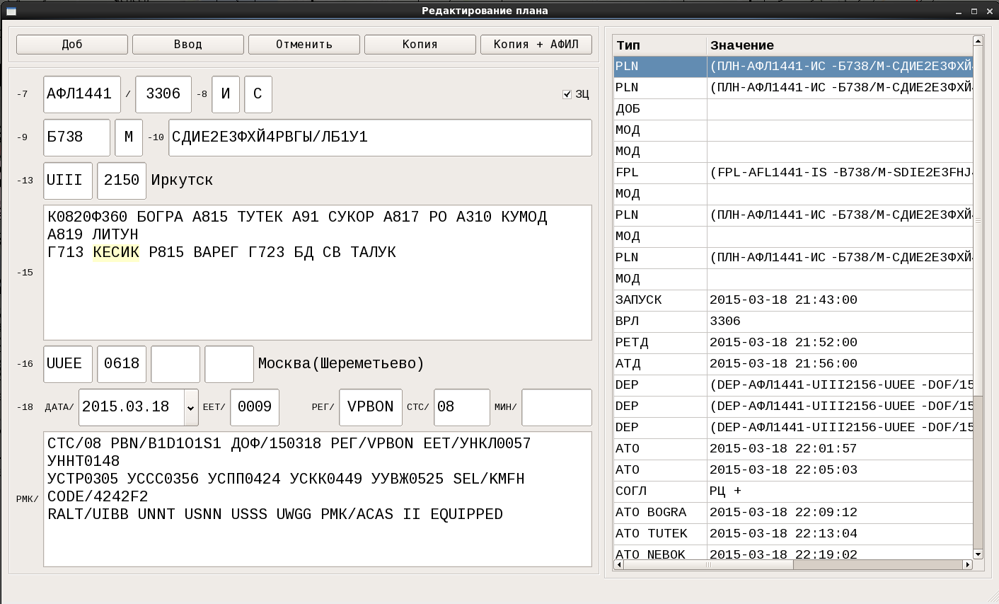 Редактирование плана
Доб Ввод Отменить Копия Копия + АФИЛ
-7 АФЛ1441 / 3306 -8 И С ЗЦ
-9 Б738 М -10 СДИЕ2Е3ФХЙ4РВГЫ/ЛБ1У1
-13 UIII 2150 Иркутск
-15
К0820Ф360 БОГРА А815 ТУТЕК А91 СУКОР А817 РО А310 КУМОД
А819 ЛИТУН
Г713 КЕСИК Р815 ВАРЕГ Г723 БД СВ ТАЛУК
-16 UUEE 0618 Москва(Шереметьево)
-18 ДАТА/ 2015.03.18 ЕЕТ/ 0009 РЕГ/ VPBON СТС/ 08 МИН/
РМК/
СТС/08 PBN/B1D1O1S1 ДОФ/150318 РЕГ/VPBON ЕЕТ/УНКЛ0057
УННТ0148
УСТР0305 УССС0356 УСПП0424 УСКК0449 УУВЖ0525 SEL/KMFH
CODE/4242F2
RALT/UIBB UNNT USNN USSS UWGG РМК/ACAS II EQUIPPED
Тип Значение
PLN (ПЛН-АФЛ1441-ИС -Б738/М-СДИЕ2Е3ФХЙ
PLN (ПЛН-АФЛ1441-ИС -Б738/М-СДИЕ2Е3ФХЙ
ДОБ
МОД
МОД
FPL (FPL-AFL1441-IS -B738/M-SDIE2E3FHJ
МОД
PLN (ПЛН-АФЛ1441-ИС -Б738/М-СДИЕ2Е3ФХЙ
МОД
PLN (ПЛН-АФЛ1441-ИС -Б738/М-СДИЕ2Е3ФХЙ
МОД
ЗАПУСК 2015-03-18 21:43:00
ВРЛ 3306
РЕТД 2015-03-18 21:52:00
АТД 2015-03-18 21:56:00
DEP (DEP-АФЛ1441-UIII2156-UUEE -DOF/15
DEP (DEP-АФЛ1441-UIII2156-UUEE -DOF/15
DEP (DEP-АФЛ1441-UIII2156-UUEE -DOF/15
АТО 2015-03-18 22:01:57
АТО 2015-03-18 22:05:03
СОГЛ РЦ +
АТО BOGRA 2015-03-18 22:09:12
АТО TUTEK 2015-03-18 22:13:04
АТО NEBOK 2015-03-18 22:19:02